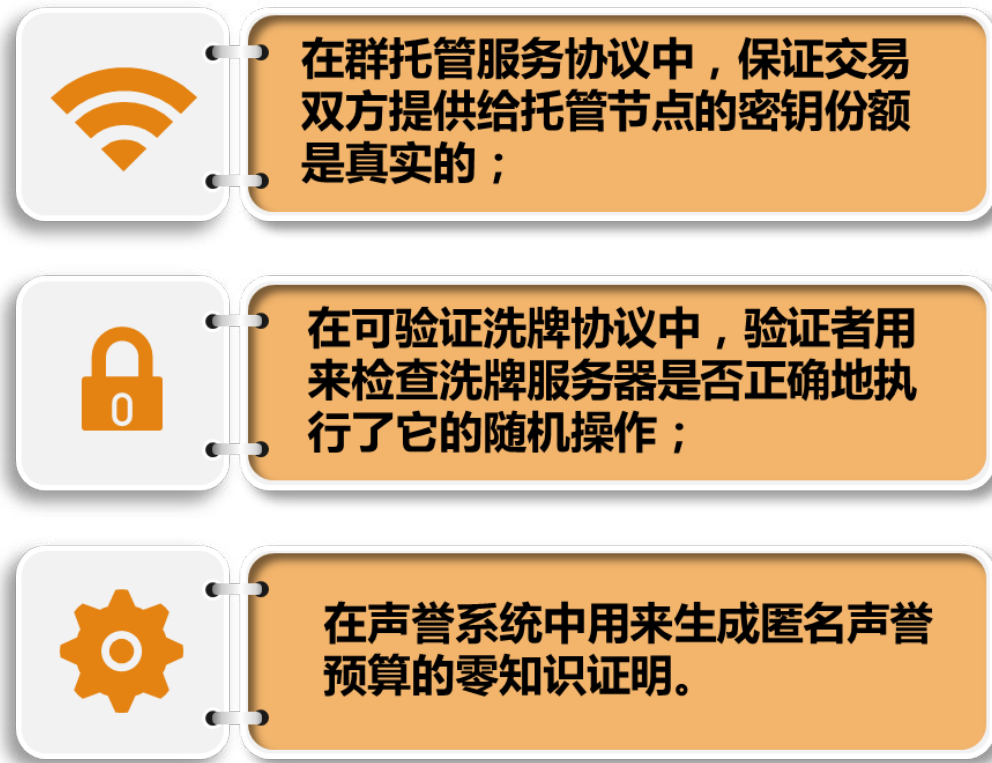 在群托管服务协议中，保证交易
双方提供给托管节点的密钥份额
是真实的；
在可验证洗牌协议中，验证者用
来检查洗牌服务器是否正确地执
行了它的随机操作；
在声誉系统中用来生成匿名声誉
预算的零知识证明。